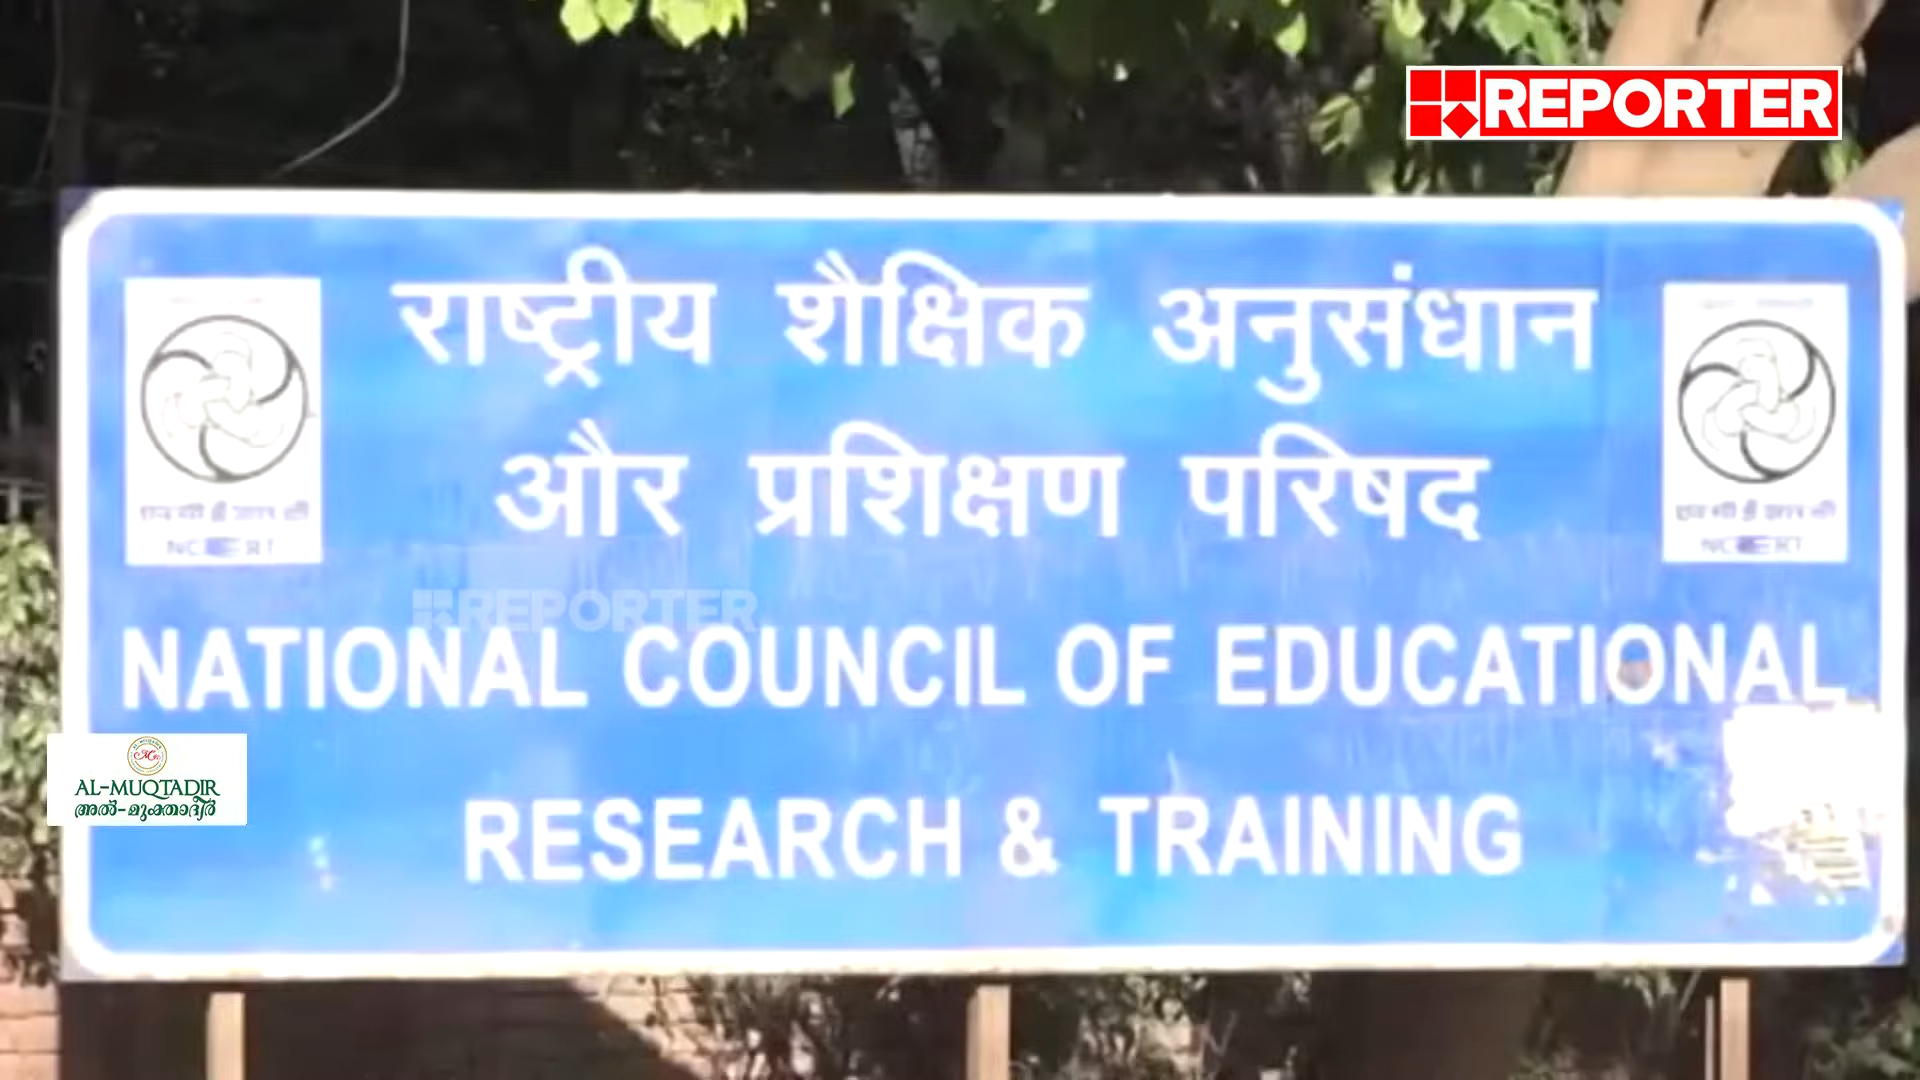 REPORTER
राष्ट्रीय शैक्षिक अनुसंधान
और प्रशिक्षण परिषद
REPORTER
NATIONAL COUNCIL OF EDUCATIONAL
RESEARCH & TRAINING
AL-MUQTADIR
അൽ-മുക്താദിർ